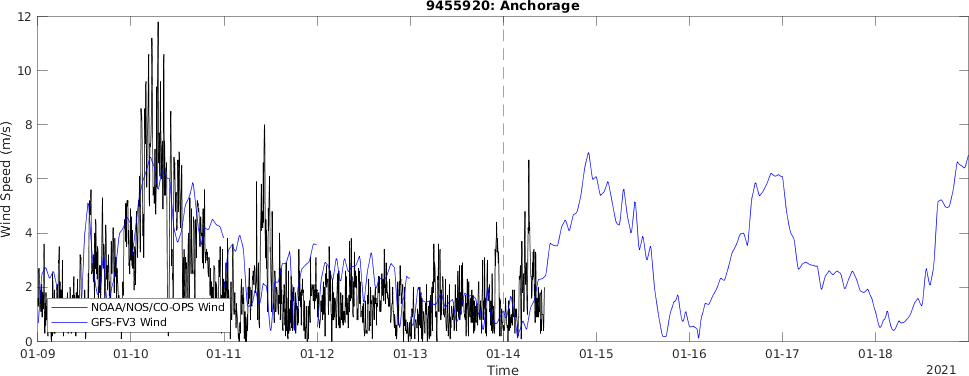 9455920: Anchorage
Wind Speed (m/s)
12
10
8
6
4
2
0
NOAA/NOS/CO-OPS Wind
GFS-FV3 Wind
01-09 01-10 01-11 01-12 01-13 01-14 01-15 01-16 01-17 01-18
Time
2021